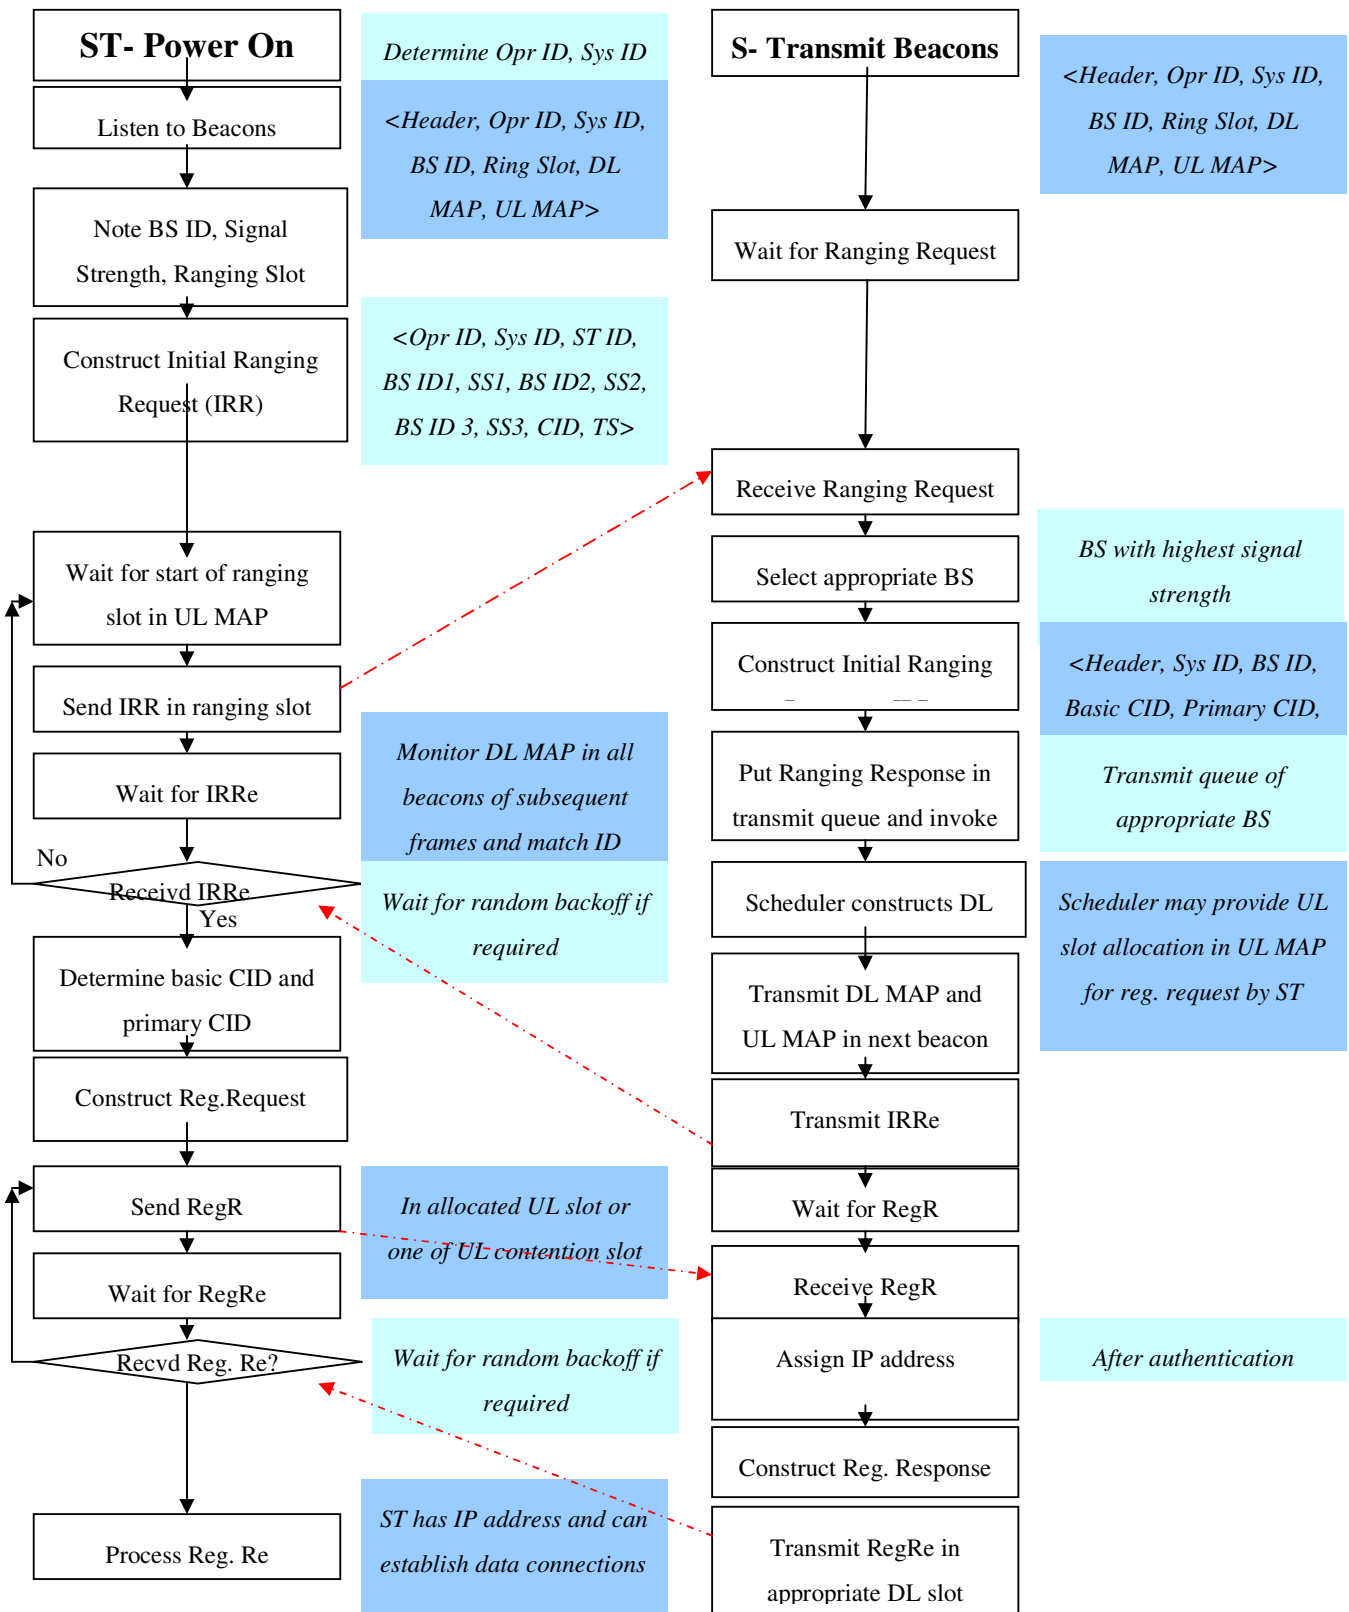 ST- Power On
Listen to Beacons
Note BS ID, Signal
Strength, Ranging Slot
Construct Initial Ranging
Request (IRR)
Wait for start of ranging
slot in UL MAP
Send IRR in ranging slot
Wait for IRRe
No
Receivd IRRe
Yes
Determine basic CID and
primary CID
Construct Reg.Request
Send RegR
Wait for RegRe
Recvd Reg. Re?
Process Reg. Re
Determine Opr ID, Sys ID
<Header, Opr ID, Sys ID,
BS ID, Ring Slot, DL
MAP, UL MAP>
<Opr ID, Sys ID, ST ID,
BS ID1, SS1, BS ID2, SS2,
BS ID 3, SS3, CID, TS>
Monitor DL MAP in all
beacons of subsequent
frames and match ID
Wait for random backoff if
required
In allocated UL slot or
one of UL contention slot
Wait for random backoff if
required
ST has IP address and can
establish data connections
S- Transmit Beacons
Wait for Ranging Request
Receive Ranging Request
Select appropriate BS
Construct Initial Ranging
Put Ranging Response in
transmit queue and invoke
Scheduler constructs DL
Transmit DL MAP and
UL MAP in next beacon
Transmit IRRe
Wait for RegR
Receive RegR
Assign IP address
Construct Reg. Response
Transmit RegRe in
appropriate DL slot
<Header, Opr ID, Sys ID,
BS ID, Ring Slot, DL
MAP, UL MAP>
BS with highest signal
strength
<Header, Sys ID, BS ID,
Basic CID, Primary CID,
Transmit queue of
appropriate BS
Scheduler may provide UL
slot allocation in UL MAP
for reg. request by ST
After authentication